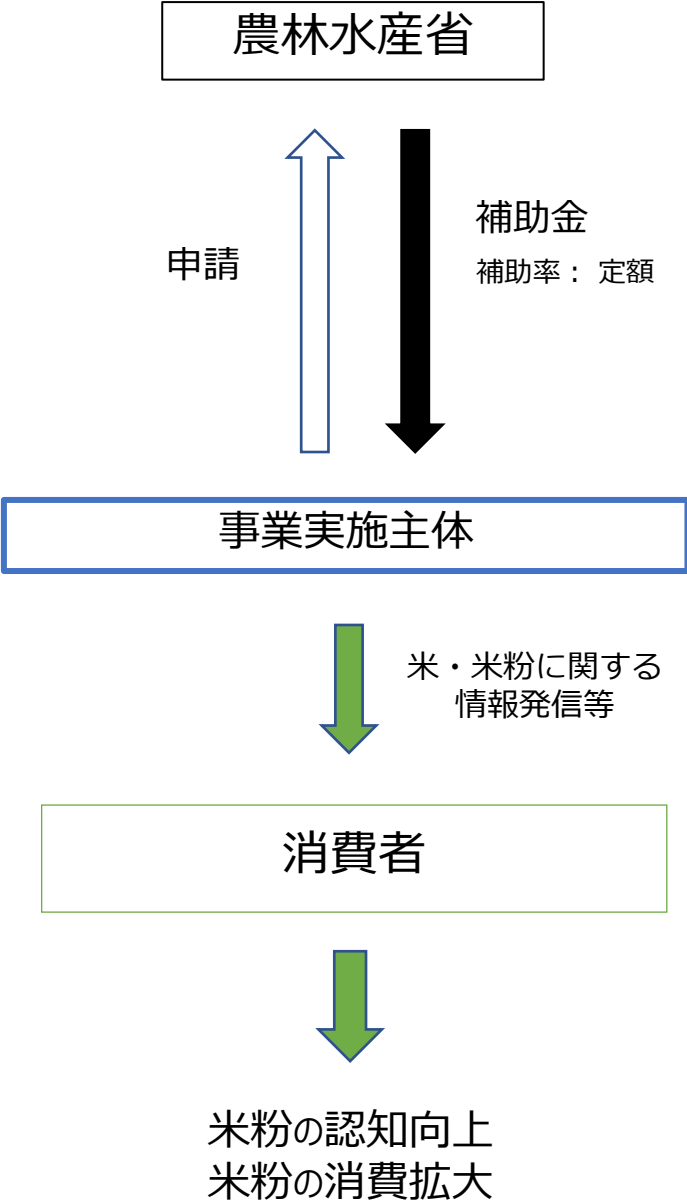 農林水産省
申請
補助金
補助率： 定額
事業実施主体
米・米粉に関する
情報発信等
消費者
米粉の認知向上
米粉の消費拡大